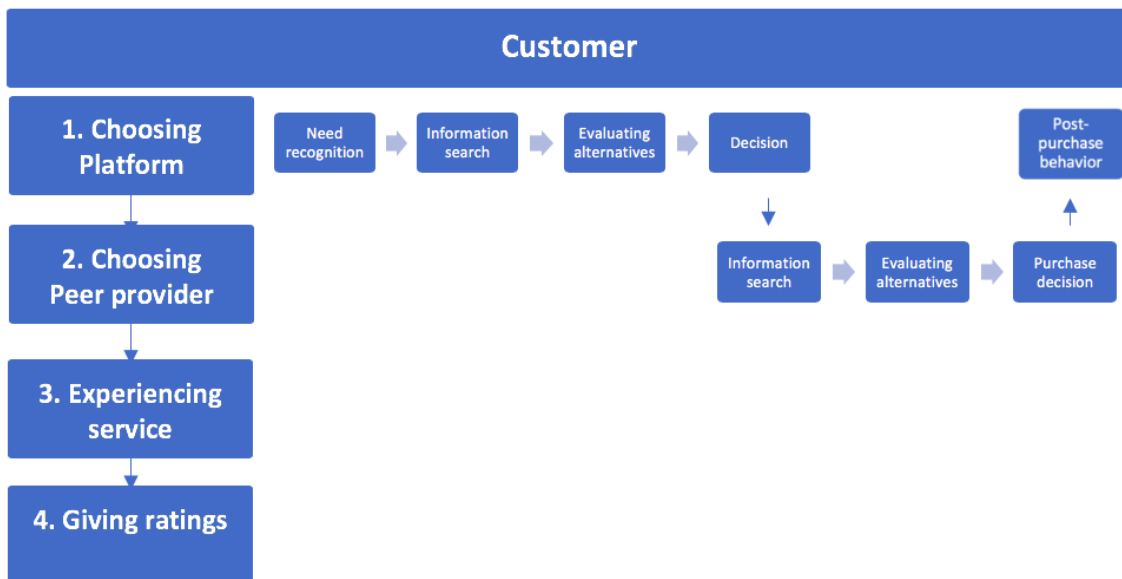 Customer
1. Choosing
Platform
Need
recognition
Information
search
Evaluating
alternatives
Decision
Post-
purchase
behavior
2. Choosing
Peer provider
Information
search
Evaluating
alternatives
Purchase
decision
3. Experiencing
service
4. Giving ratings